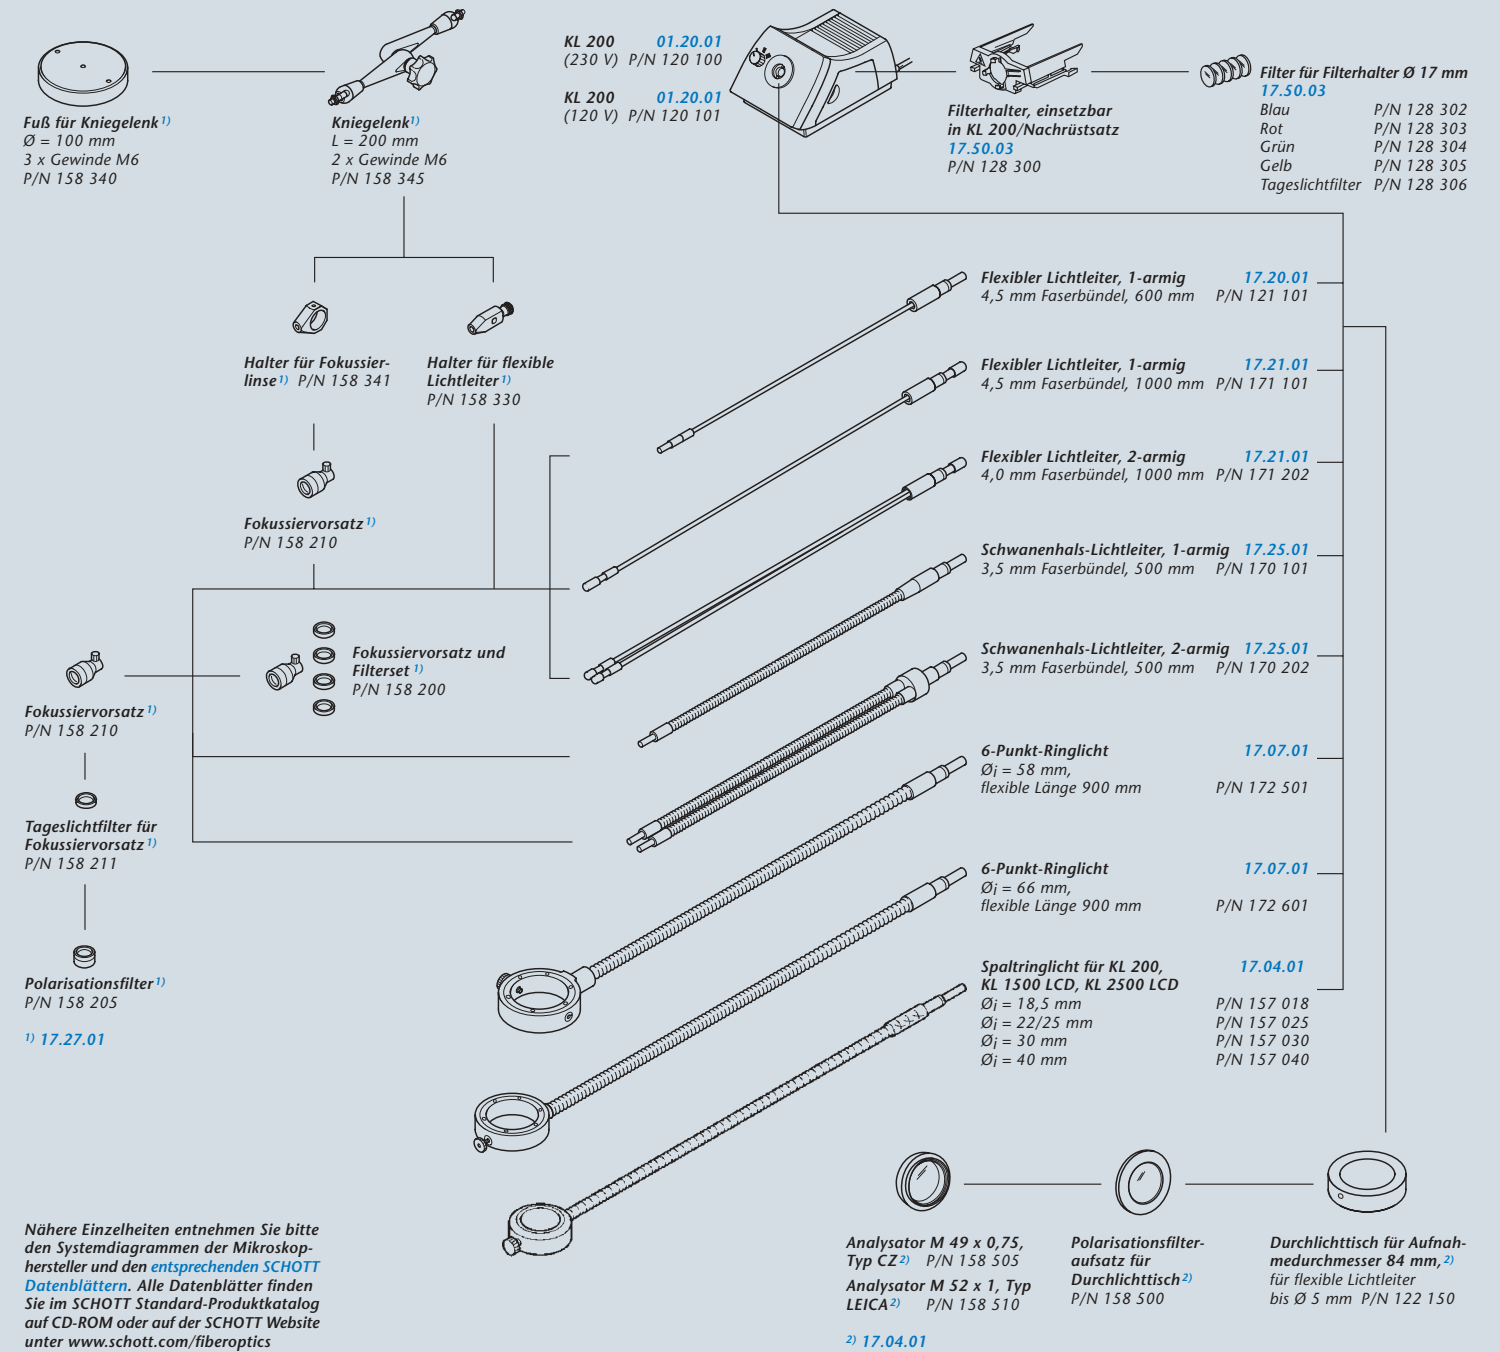 Fuß für Kniegelenk 1)
Ø = 100 mm
3 x Gewinde M6
P/N 158 340
Kniegelenk 1)
L = 200 mm
2 x Gewinde M6
P/N 158 345
KL 200 01.20.01
(230 V) P/N 120 100
KL 200 01.20.01
(120 V) P/N 120 101
Filterhalter, einsetzbar
in KL 200/Nachrüstsatz
17.50.03
P/N 128 300
Filter für Filterhalter Ø 17 mm
17.50.03
Blau P/N 128 302
Rot P/N 128 303
Grün P/N 128 304
Gelb P/N 128 305
Tageslichtfilter P/N 128 306
Halter für Fokussier-
linse 1) P/N 158 341
Halter für flexible
Lichtleiter 1)
P/N 158 330
Fokussiervorsatz 1)
P/N 158 210
Fokussiervorsatz und
Filterset 1)
P/N 158 200
Fokussiervorsatz 1)
P/N 158 210
Tageslichtfilter für
Fokussiervorsatz 1)
P/N 158 211
Polarisationsfilter 1)
P/N 158 205
1) 17.27.01
Flexibler Lichtleiter, 1-armig 17.20.01
4,5 mm Faserbündel, 600 mm P/N 121 101
Flexibler Lichtleiter, 1-armig 17.21.01
4,5 mm Faserbündel, 1000 mm P/N 171 101
Flexibler Lichtleiter, 2-armig 17.21.01
4,0 mm Faserbündel, 1000 mm P/N 171 202
Schwanenhals-Lichtleiter, 1-armig 17.25.01
3,5 mm Faserbündel, 500 mm P/N 170 101
Schwanenhals-Lichtleiter, 2-armig 17.25.01
3,5 mm Faserbündel, 500 mm P/N 170 202
6-Punkt-Ringlicht 17.07.01
Øi = 58 mm,
flexible Länge 900 mm P/N 172 501
6-Punkt-Ringlicht 17.07.01
Øi = 66 mm,
flexible Länge 900 mm P/N 172 601
Spaltringlicht für KL 200, 17.04.01
KL 1500 LCD, KL 2500 LCD
Øi = 18,5 mm P/N 157 018
Øi = 22/25 mm P/N 157 025
Øi = 30 mm P/N 157 030
Øi = 40 mm P/N 157 040
Nähere Einzelheiten entnehmen Sie bitte
den Systemdiagrammen der Mikroskop-
hersteller und den entsprechenden SCHOTT
Datenblättern. Alle Datenblätter finden
Sie im SCHOTT Standard-Produktkatalog
auf CD-ROM oder auf der SCHOTT Website
unter www.schott.com/fiberoptics
Analysator M 49 x 0,75,
Typ CZ 2) P/N 158 505
Analysator M 52 x 1, Typ
LEICA 2) P/N 158 510
2) 17.04.01
Polarisationsfilter-
aufsatz für
Durchlichttisch 2)
P/N 158 500
Durchlichttisch für Aufnah-
medurchmesser 84 mm, 2)
für flexible Lichtleiter
bis Ø 5 mm P/N 122 150